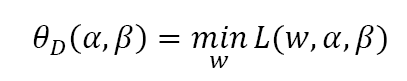 θ_D(α, β) = min_w L(w, α, β)